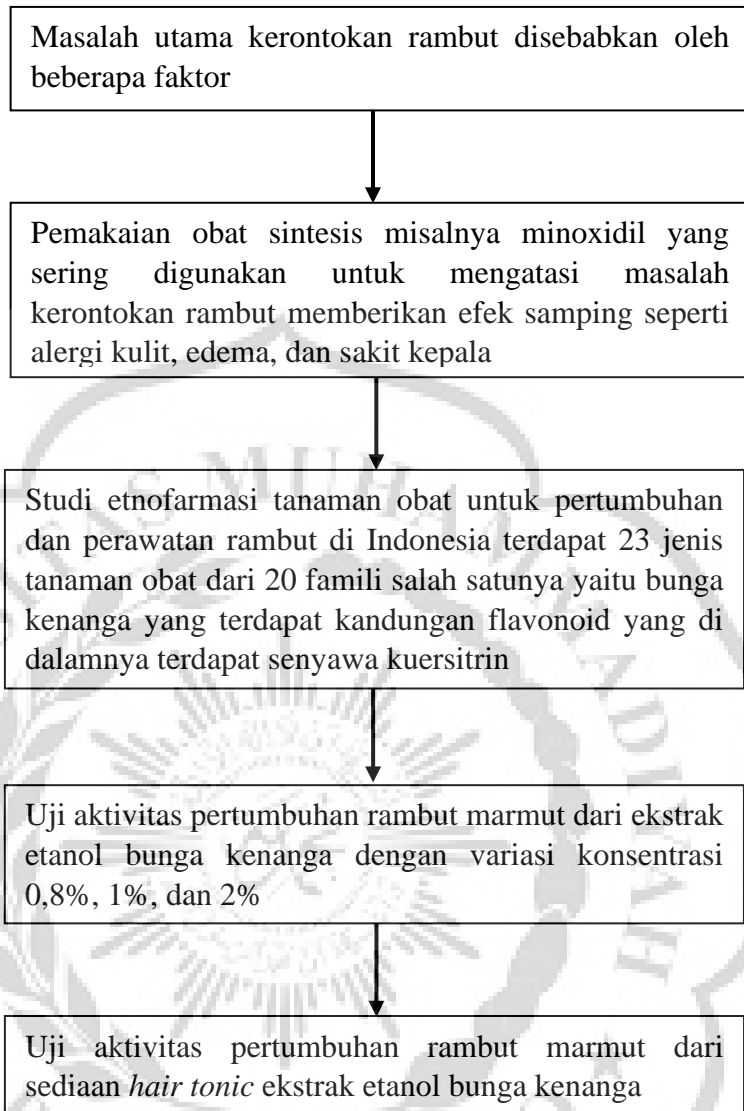 Masalah utama kerontokan rambut disebabkan oleh
beberapa faktor
Pemakaian obat sintesis misalnya minoxidil yang
sering digunakan untuk mengatasi masalah
kerontokan rambut memberikan efek samping seperti
alergi kulit, edema, dan sakit kepala
Studi etnofarmasi tanaman obat untuk pertumbuhan
dan perawatan rambut di Indonesia terdapat 23 jenis
tanaman obat dari 20 famili salah satunya yaitu bunga
kenanga yang terdapat kandungan flavonoid yang di
dalamnya terdapat senyawa kuersitrin
Uji aktivitas pertumbuhan rambut marmut dari ekstrak
etanol bunga kenanga dengan variasi konsentrasi
0,8%, 1%, dan 2%
Uji aktivitas pertumbuhan rambut marmut dari
sediaan hair tonic ekstrak etanol bunga kenanga